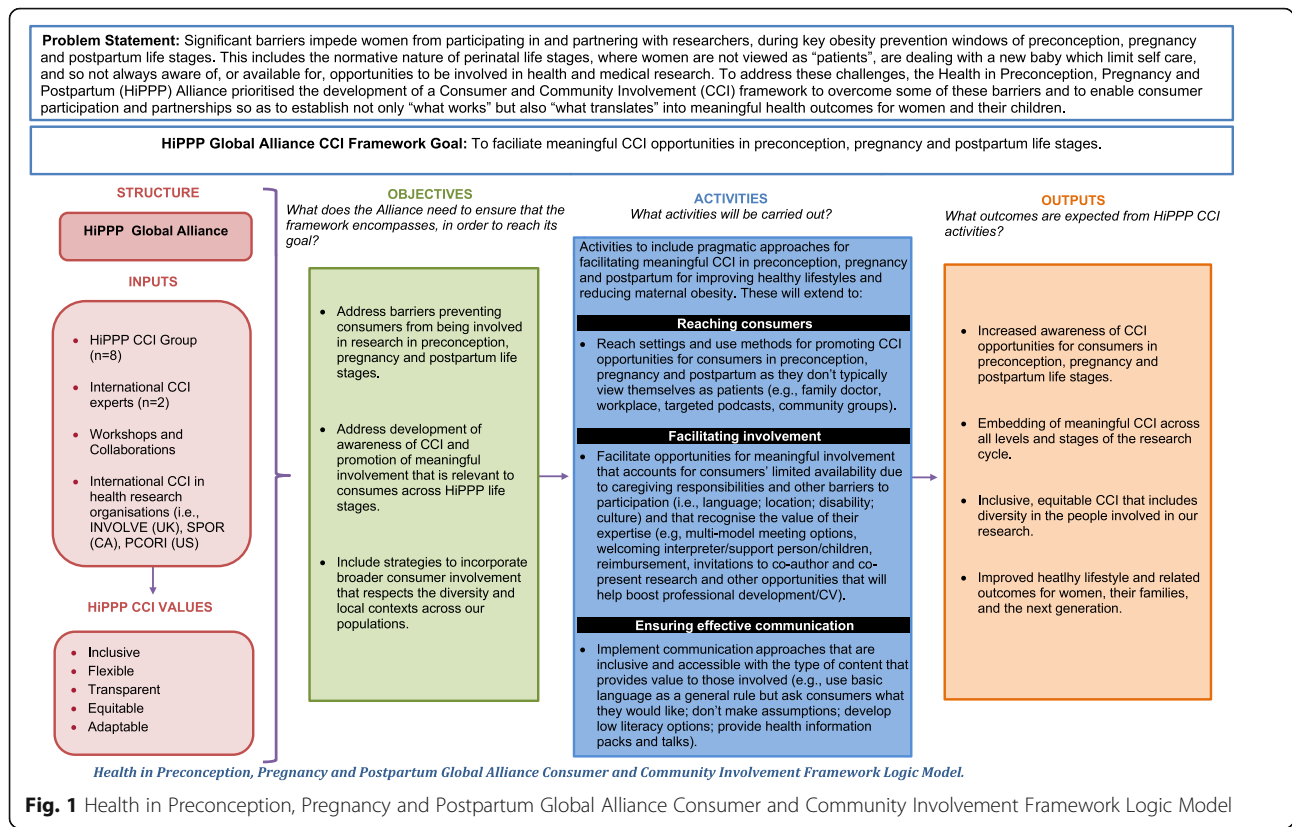 Problem Statement: Significant barriers impede women from participating in and partnering with researchers, during key obesity prevention windows of preconception, pregnancy
and postpartum life stages. This includes the normative nature of perinatal life stages, where women are not viewed as “patients”, are dealing with a new baby which limit self care,
and so not always aware of, or available for, opportunities to be involved in health and medical research. To address these challenges, the Health in Preconception, Pregnancy and
Postpartum (HiPPP) Alliance prioritised the development of a Consumer and Community Involvement (CCI) framework to overcome some of these barriers and to enable consumer
participation and partnerships so as to establish not only “what works” but also “what translates” into meaningful health outcomes for women and their children.
HiPPP Global Alliance CCI Framework Goal: To faciliate meaningful CCI opportunities in preconception, pregnancy and postpartum life stages.
STRUCTURE
HiPPP Global Alliance
INPUTS
• HiPPP CCI Group
(n=8)
• International CCI
experts (n=2)
• Workshops and
Collaborations
• International CCI in
health research
organisations (i.e.,
INVOLVE (UK), SPOR
(CA), PCORI (US)
HiPPP CCI VALUES
• Inclusive
• Flexible
• Transparent
• Equitable
• Adaptable
OBJECTIVES
What does the Alliance need to ensure that the
framework encompasses, in order to reach its
goal?
• Address barriers preventing
consumers from being involved
in research in preconception,
pregnancy and postpartum life
stages.
• Address development of
awareness of CCI and
promotion of meaningful
involvement that is relevant to
consumes across HiPPP life
stages.
• Include strategies to incorporate
broader consumer involvement
that respects the diversity and
local contexts across our
populations.
ACTIVITIES
What activities will be carried out?
Activities to include pragmatic approaches for
facilitating meaningful CCI in preconception, pregnancy
and postpartum for improving healthy lifestyles and
reducing maternal obesity. These will extend to:
Reaching consumers
• Reach settings and use methods for promoting CCI
opportunities for consumers in preconception,
pregnancy and postpartum as they don’t typically
view themselves as patients (e.g., family doctor,
workplace, targeted podcasts, community groups).
Facilitating involvement
• Facilitate opportunities for meaningful involvement
that accounts for consumers’ limited availability due
to caregiving responsibilities and other barriers to
participation (i.e., language; location; disability;
culture) and that recognise the value of their
expertise (e.g, multi-model meeting options,
welcoming interpreter/support person/children,
reimbursement, invitations to co-author and co-
present research and other opportunities that will
help boost professional development/CV).
Ensuring effective communication
• Implement communication approaches that are
inclusive and accessible with the type of content that
provides value to those involved (e.g., use basic
language as a general rule but ask consumers what
they would like; don’t make assumptions; develop
low literacy options; provide health information
packs and talks).
OUTPUTS
What outcomes are expected from HiPPP CCI
activities?
• Increased awareness of CCI
opportunities for consumers in
preconception, pregnancy and
postpartum life stages.
• Embedding of meaningful CCI across
all levels and stages of the research
cycle.
• Inclusive, equitable CCI that includes
diversity in the people involved in our
research.
• Improved heatlhy lifestyle and related
outcomes for women, their families,
and the next generation.
Health in Preconception, Pregnancy and Postpartum Global Alliance Consumer and Community Involvement Framework Logic Model.
Fig. 1 Health in Preconception, Pregnancy and Postpartum Global Alliance Consumer and Community Involvement Framework Logic Model